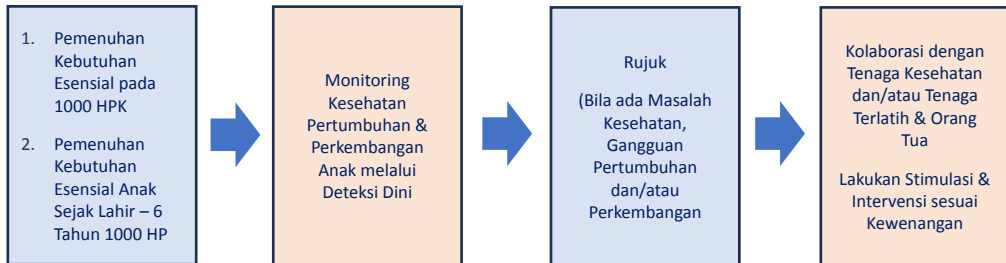 1. Pemenuhan
Kebutuhan
Esensial pada
1000 HPK
2. Pemenuhan
Kebutuhan
Esensial Anak
Sejak Lahir – 6
Tahun 1000 HP
Monitoring
Kesehatan
Pertumbuhan &
Perkembangan
Anak melalui
Deteksi Dini
Rujuk
(Bila ada Masalah
Kesehatan,
Gangguan
Pertumbuhan
dan/atau
Perkembangan
Kolaborasi dengan
Tenaga Kesehatan
dan/atau Tenaga
Terlatih & Orang
Tua
Lakukan Stimulasi &
Intervensi sesuai
Kewenangan